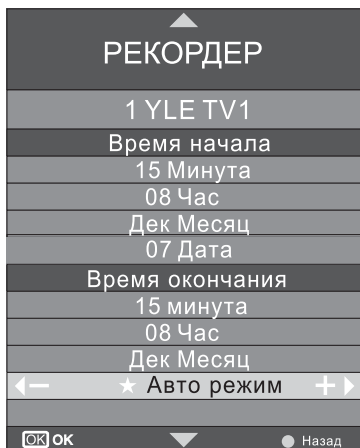 РЕКОРДЕР
1 YLE TV1
Время начала
15 Минута
08 Час
Дек Месяц
07 Дата
Время окончания
15 минута
08 Час
Дек Месяц
★ Авто режим
OK OK
Назад